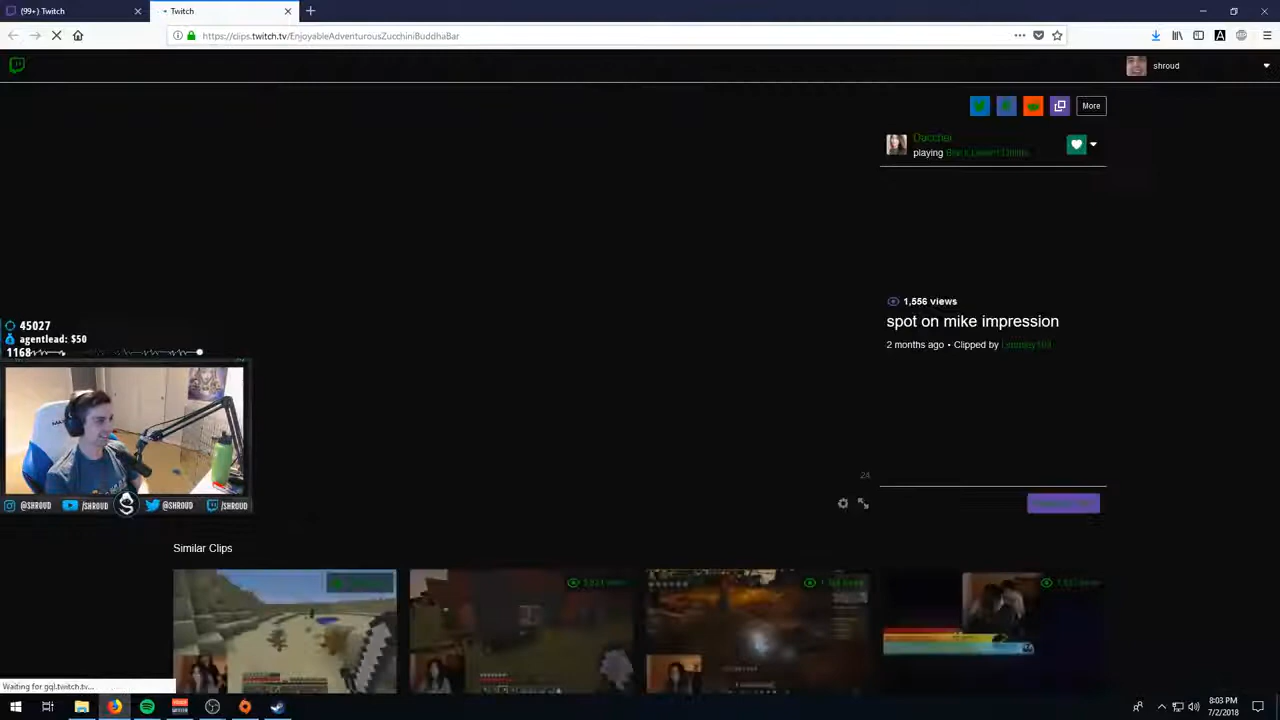 (99+) Twitch
Twitch
https://clips.twitch.tv/EnjoyableAdventurousZucchiniBuddhaBar
shroud
More
playing
1,556 views
spot on mike impression
2 months ago • Clipped by
45027
agentlead: $50
1168
@SHROUD
/SHROUD
@SHROUD
/SHROUD
Similar Clips
Waiting for gql.twitch.tv...
8:03 PM
7/2/2018